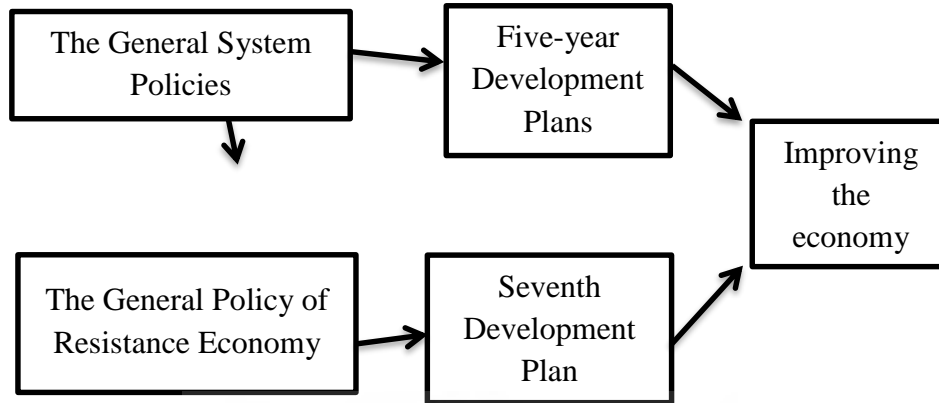 The General System
Policies
Five-year
Development
Plans
Improving
the
economy
The General Policy of
Resistance Economy
Seventh
Development
Plan